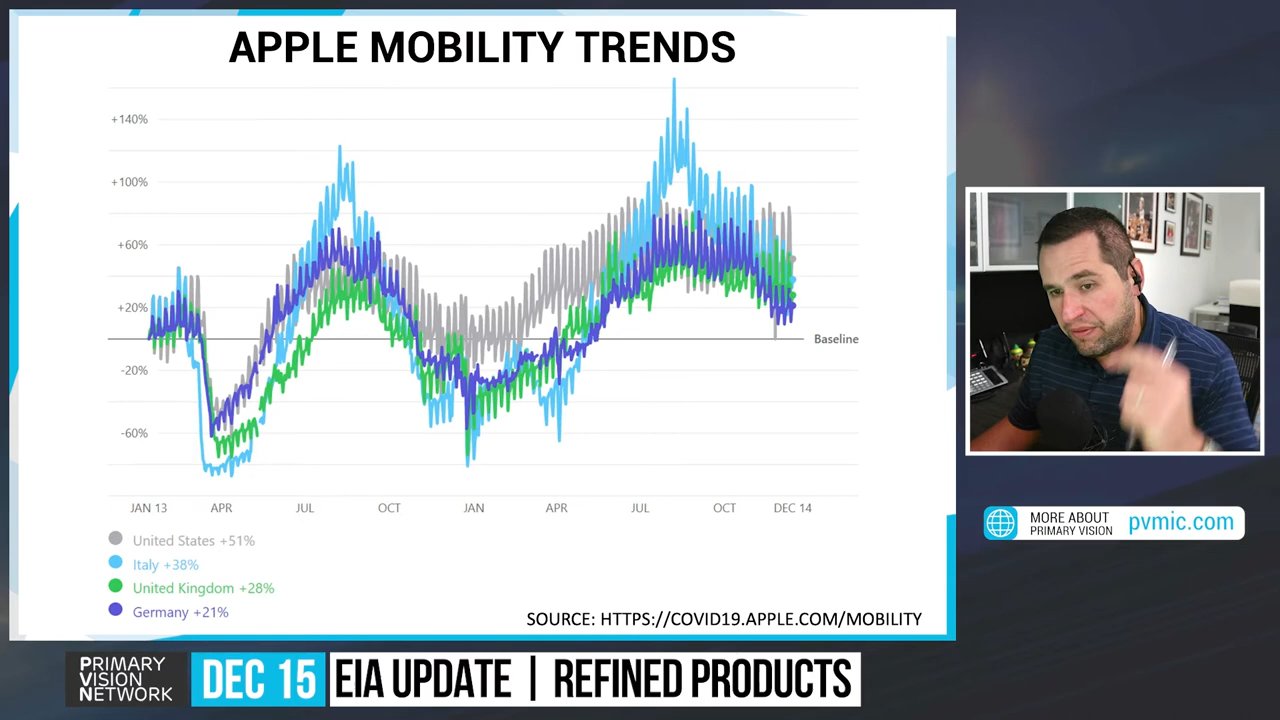 APPLE MOBILITY TRENDS
+140%
+100%
+60%
+20%
Baseline
-20%
-60%
JAN 13 APR JUL OCT JAN APR JUL OCT DEC 14
United States +51%
Italy +38%
United Kingdom +28%
Germany +21%
SOURCE: HTTPS://COVID19.APPLE.COM/MOBILITY
MORE ABOUT
PRIMARY VISION
pvmic.com
PRIMARY
VISION
NETWORK
DEC 15
EIA UPDATE | REFINED PRODUCTS